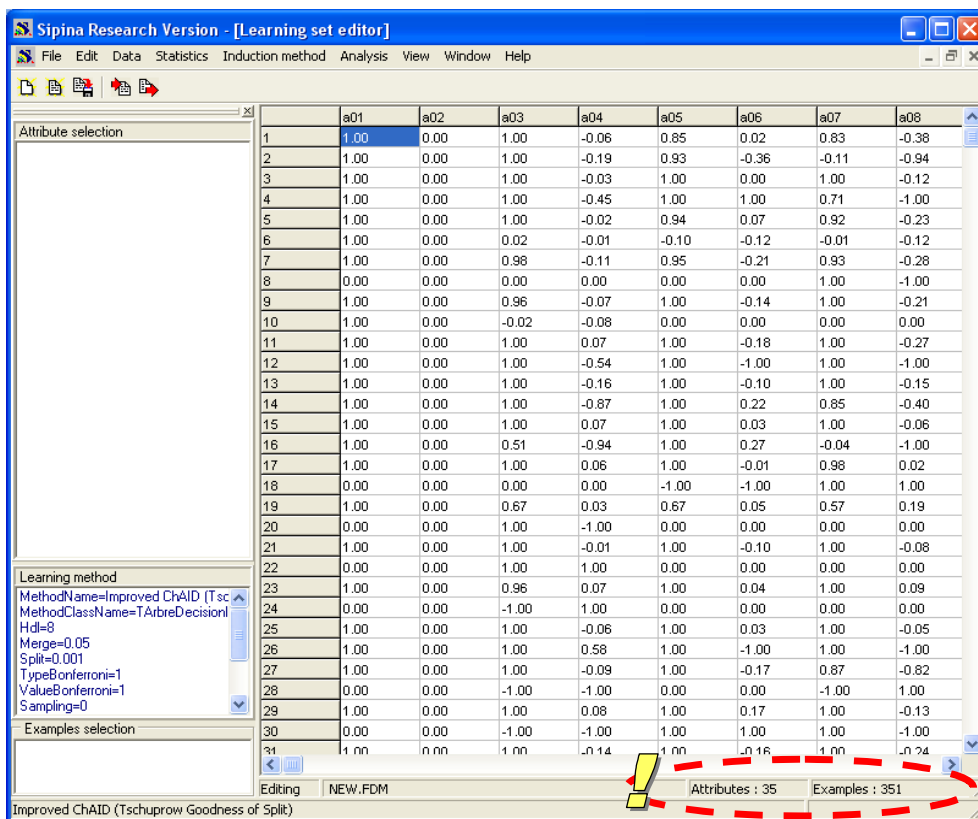 Sipina Research Version - [Learning set editor]
File Edit Data Statistics Induction method Analysis View Window Help
Attribute selection
a01 a02 a03 a04 a05 a06 a07 a08
1 1.00 0.00 1.00 -0.06 0.85 0.02 0.83 -0.38
2 1.00 0.00 1.00 -0.19 0.93 -0.36 -0.11 -0.94
3 1.00 0.00 1.00 -0.03 1.00 0.00 1.00 -0.12
4 1.00 0.00 1.00 -0.45 1.00 1.00 0.71 -1.00
5 1.00 0.00 1.00 -0.02 0.94 0.07 0.92 -0.23
6 1.00 0.00 0.02 -0.01 -0.10 -0.12 -0.01 -0.12
7 1.00 0.00 0.98 -0.11 0.95 -0.21 0.93 -0.28
8 0.00 0.00 0.00 0.00 0.00 0.00 1.00 -1.00
9 1.00 0.00 0.96 -0.07 1.00 -0.14 1.00 -0.21
10 1.00 0.00 -0.02 -0.08 0.00 0.00 0.00 0.00
11 1.00 0.00 1.00 0.07 1.00 -0.18 1.00 -0.27
12 1.00 0.00 1.00 -0.54 1.00 -1.00 1.00 -1.00
13 1.00 0.00 1.00 -0.16 1.00 -0.10 1.00 -0.15
14 1.00 0.00 1.00 -0.87 1.00 0.22 0.85 -0.40
15 1.00 0.00 1.00 0.07 1.00 0.03 1.00 -0.06
16 1.00 0.00 0.51 -0.94 1.00 0.27 -0.04 -1.00
17 1.00 0.00 1.00 0.06 1.00 -0.01 0.98 0.02
18 0.00 0.00 0.00 0.00 -1.00 -1.00 1.00 1.00
19 1.00 0.00 0.67 0.03 0.67 0.05 0.57 0.19
20 0.00 0.00 1.00 -1.00 0.00 0.00 0.00 0.00
21 1.00 0.00 1.00 -0.01 1.00 -0.10 1.00 -0.08
22 0.00 0.00 1.00 1.00 0.00 0.00 0.00 0.00
23 1.00 0.00 0.96 0.07 1.00 0.04 1.00 0.09
24 0.00 0.00 -1.00 1.00 0.00 0.00 0.00 0.00
25 1.00 0.00 1.00 -0.06 1.00 0.03 1.00 -0.05
26 1.00 0.00 1.00 0.58 1.00 -1.00 1.00 -1.00
27 1.00 0.00 1.00 -0.09 1.00 -0.17 0.87 -0.82
28 0.00 0.00 -1.00 -1.00 0.00 0.00 -1.00 1.00
29 1.00 0.00 1.00 0.08 1.00 0.17 1.00 -0.13
30 0.00 0.00 -1.00 -1.00 1.00 1.00 1.00 -1.00
31 1.00 0.00 1.00 -0.14 1.00 -0.16 1.00 -0.24
Learning method
MethodName=Improved ChAID (Tsc
MethodClassName=TArbreDecisionI
Hdl=8
Merge=0.05
Split=0.001
TypeBonferroni=1
ValueBonferroni=1
Sampling=0
Examples selection
Editing NEW.FDM Attributes : 35 Examples : 351
Improved ChAID (Tschuprow Goodness of Split)